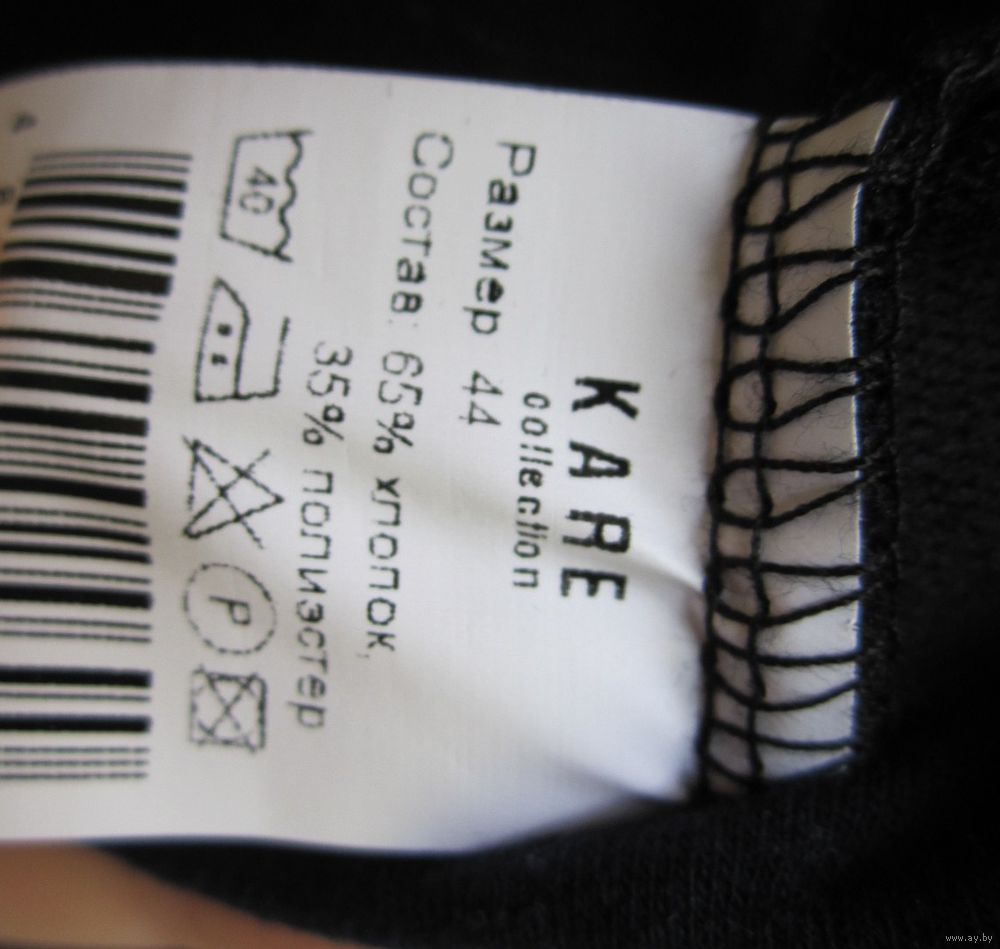 KARE
collection
Размер 44
Состав: 65% хлопок,
35% полиэстер
40
P
www.ay.by